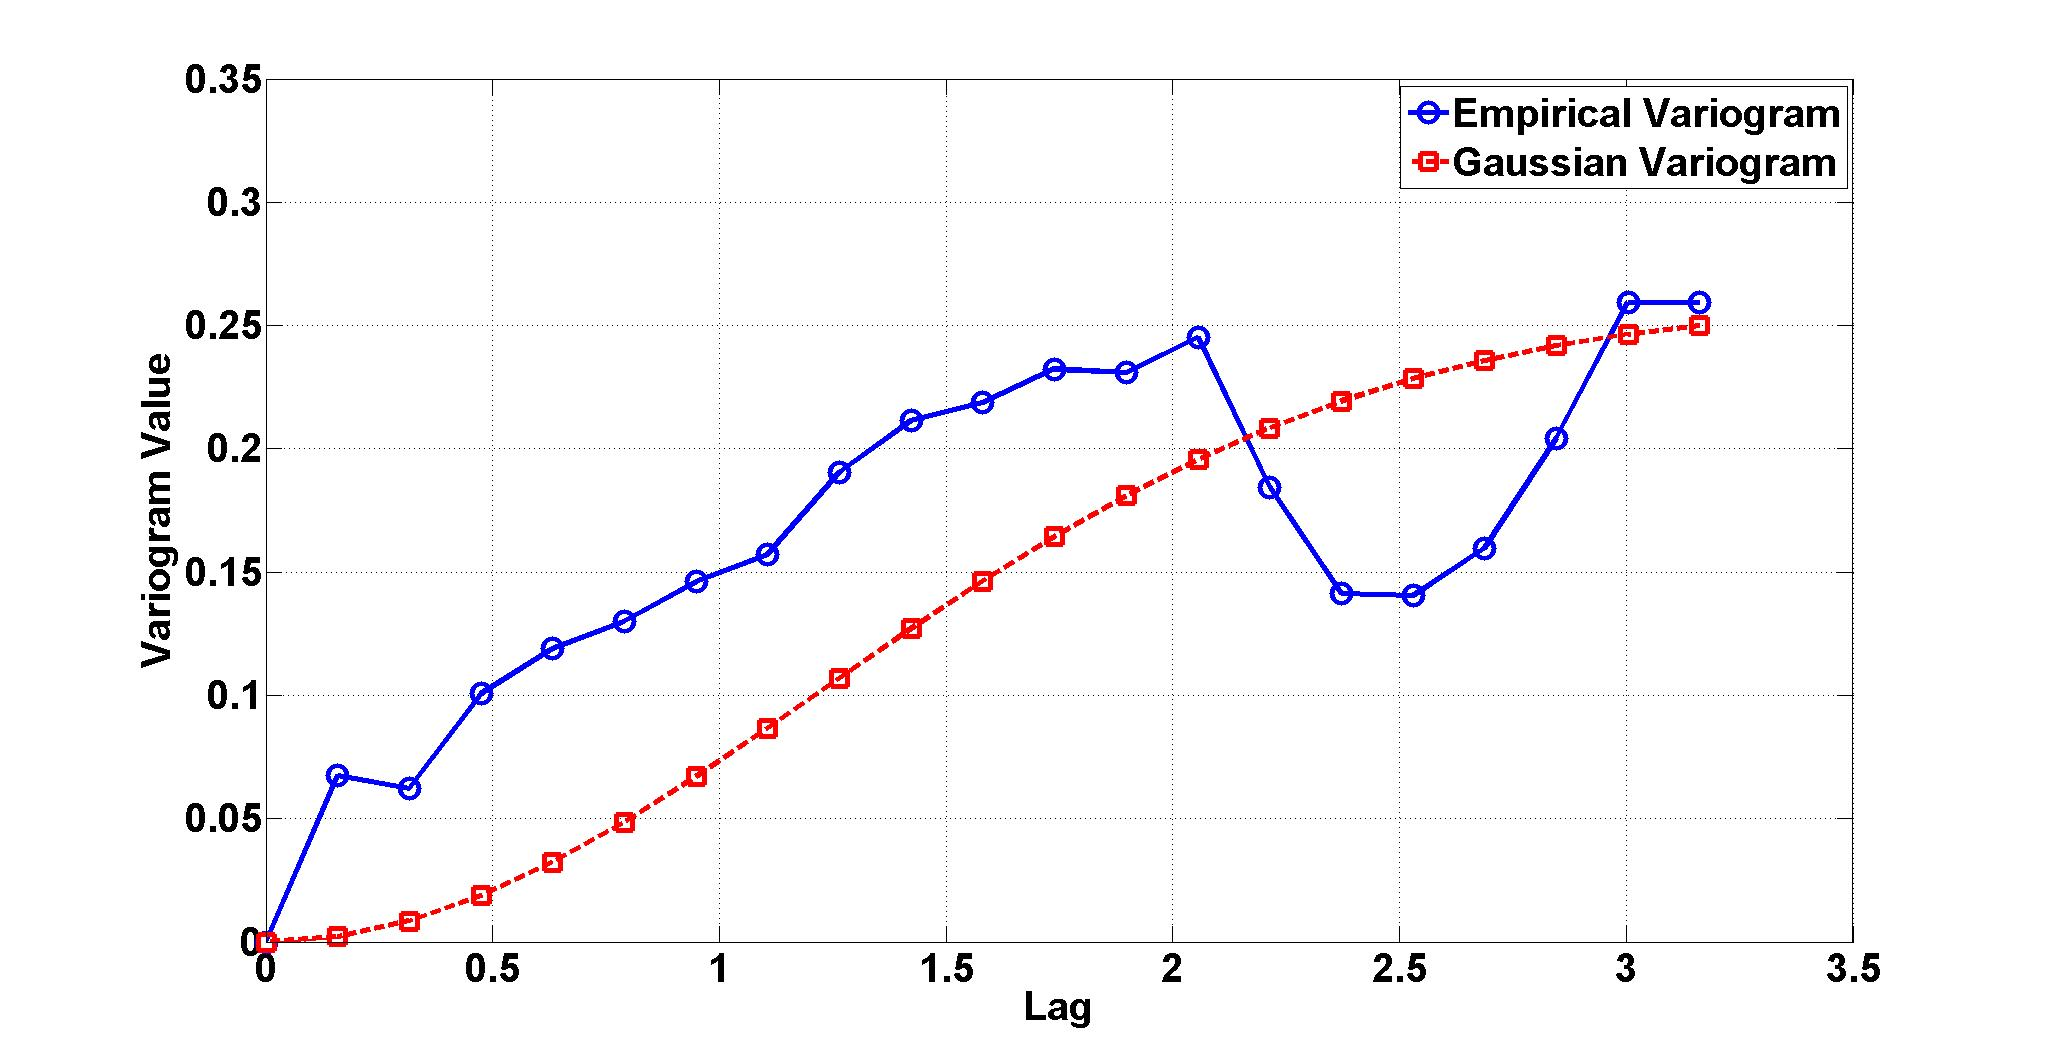 0.35
0.3
0.25
0.2
0.15
0.1
0.05
0
0 0.5 1 1.5 2 2.5 3 3.5
Lag
Variogram Value
Empirical Variogram
Gaussian Variogram